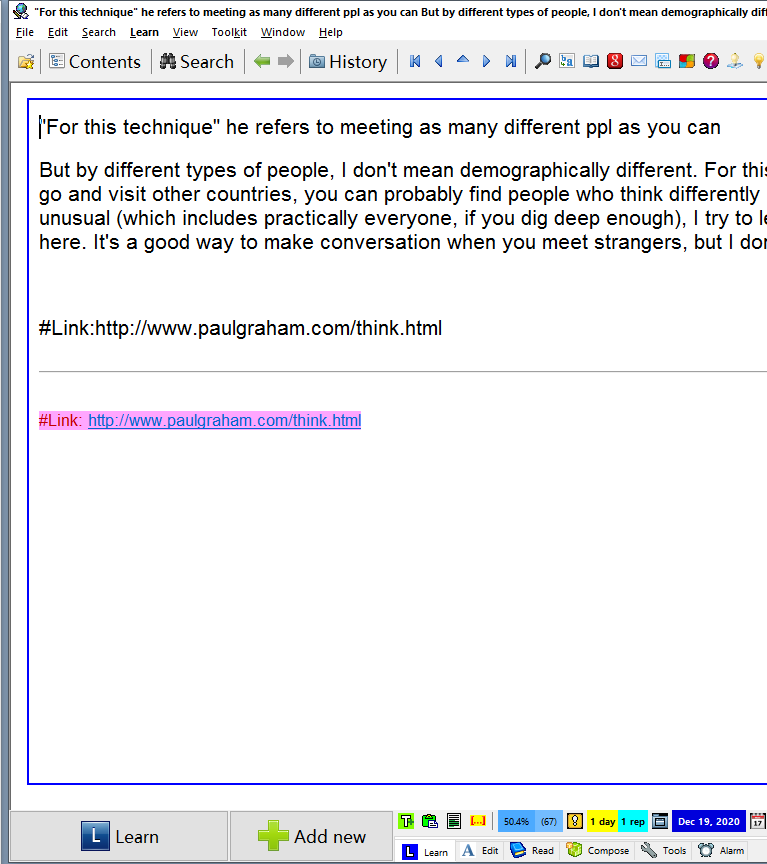 "For this technique" he refers to meeting as many different ppl as you can But by different types of people, I don't mean demographically dif
File Edit Search Learn View Toolkit Window Help
Contents Search History
"For this technique" he refers to meeting as many different ppl as you can
But by different types of people, I don't mean demographically different. For this
go and visit other countries, you can probably find people who think differently
unusual (which includes practically everyone, if you dig deep enough), I try to le
here. It's a good way to make conversation when you meet strangers, but I don
#Link:http://www.paulgraham.com/think.html
#Link: http://www.paulgraham.com/think.html
L Learn Add new
T [...] 50.4% (67) 1 day 1 rep Dec 19, 2020 17
L Learn A Edit Read Compose Tools Alarm